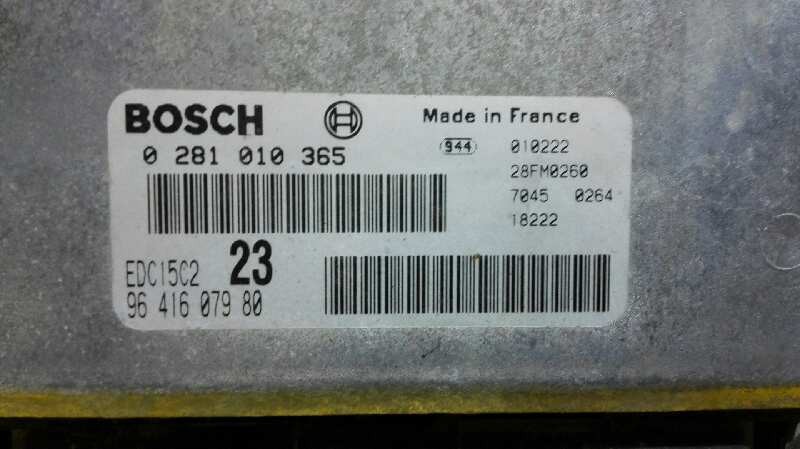 BOSCH
Made in France
0 281 010 365
944
010222
28FM0260
7045 0264
18222
EDC15C2 23
96 416 079 80